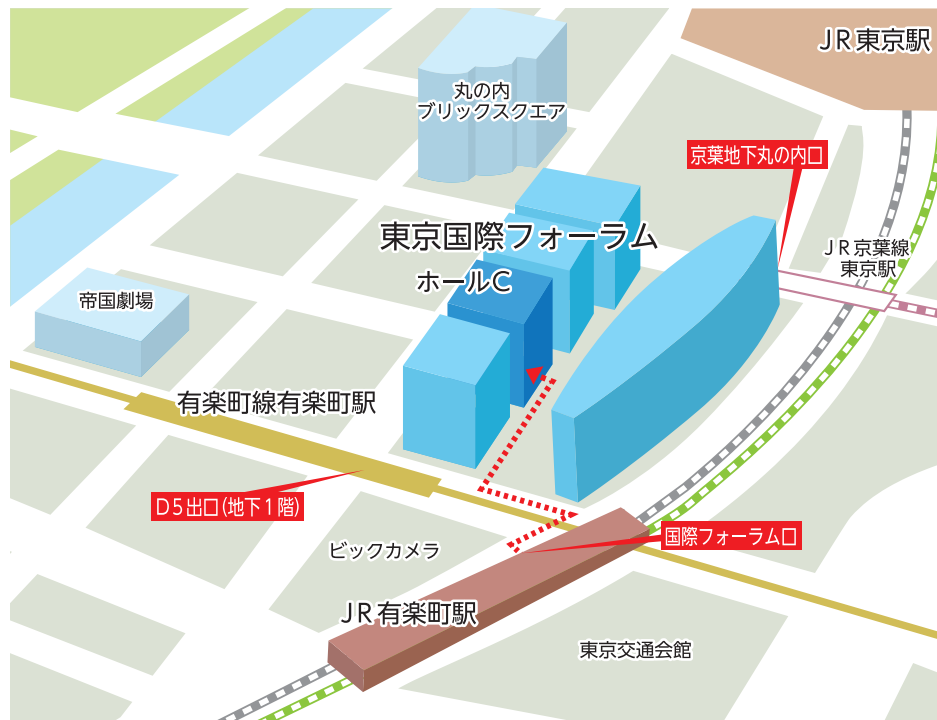 JR東京駅
丸の内
ブリックスクエア
京葉地下丸の内口
東京国際フォーラム
JR京葉線
東京駅
ホールC
帝国劇場
有楽町線有楽町駅
D5出口(地下1階)
国際フォーラム口
ビックカメラ
JR有楽町駅
東京交通会館